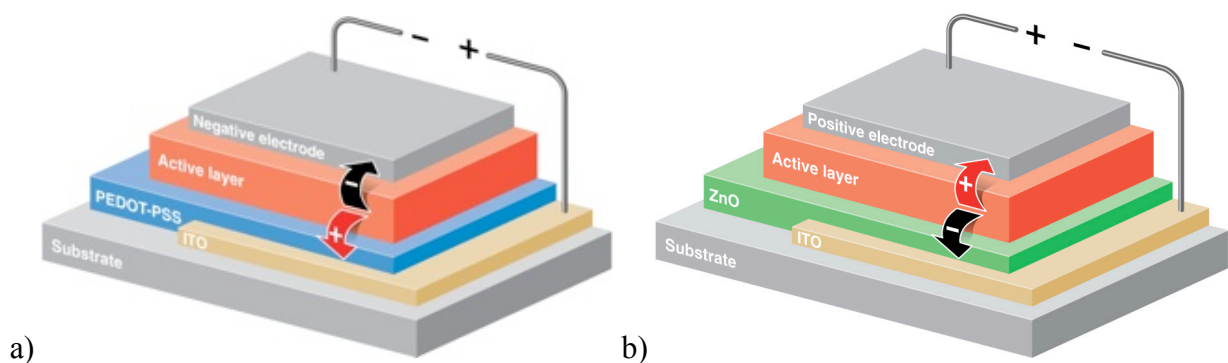 - +
Negative electrode
-
Active layer
PEDOT-PSS
+
ITO
Substrate
a)
+ -
Positive electrode
+
Active layer
ZnO
-
ITO
Substrate
b)